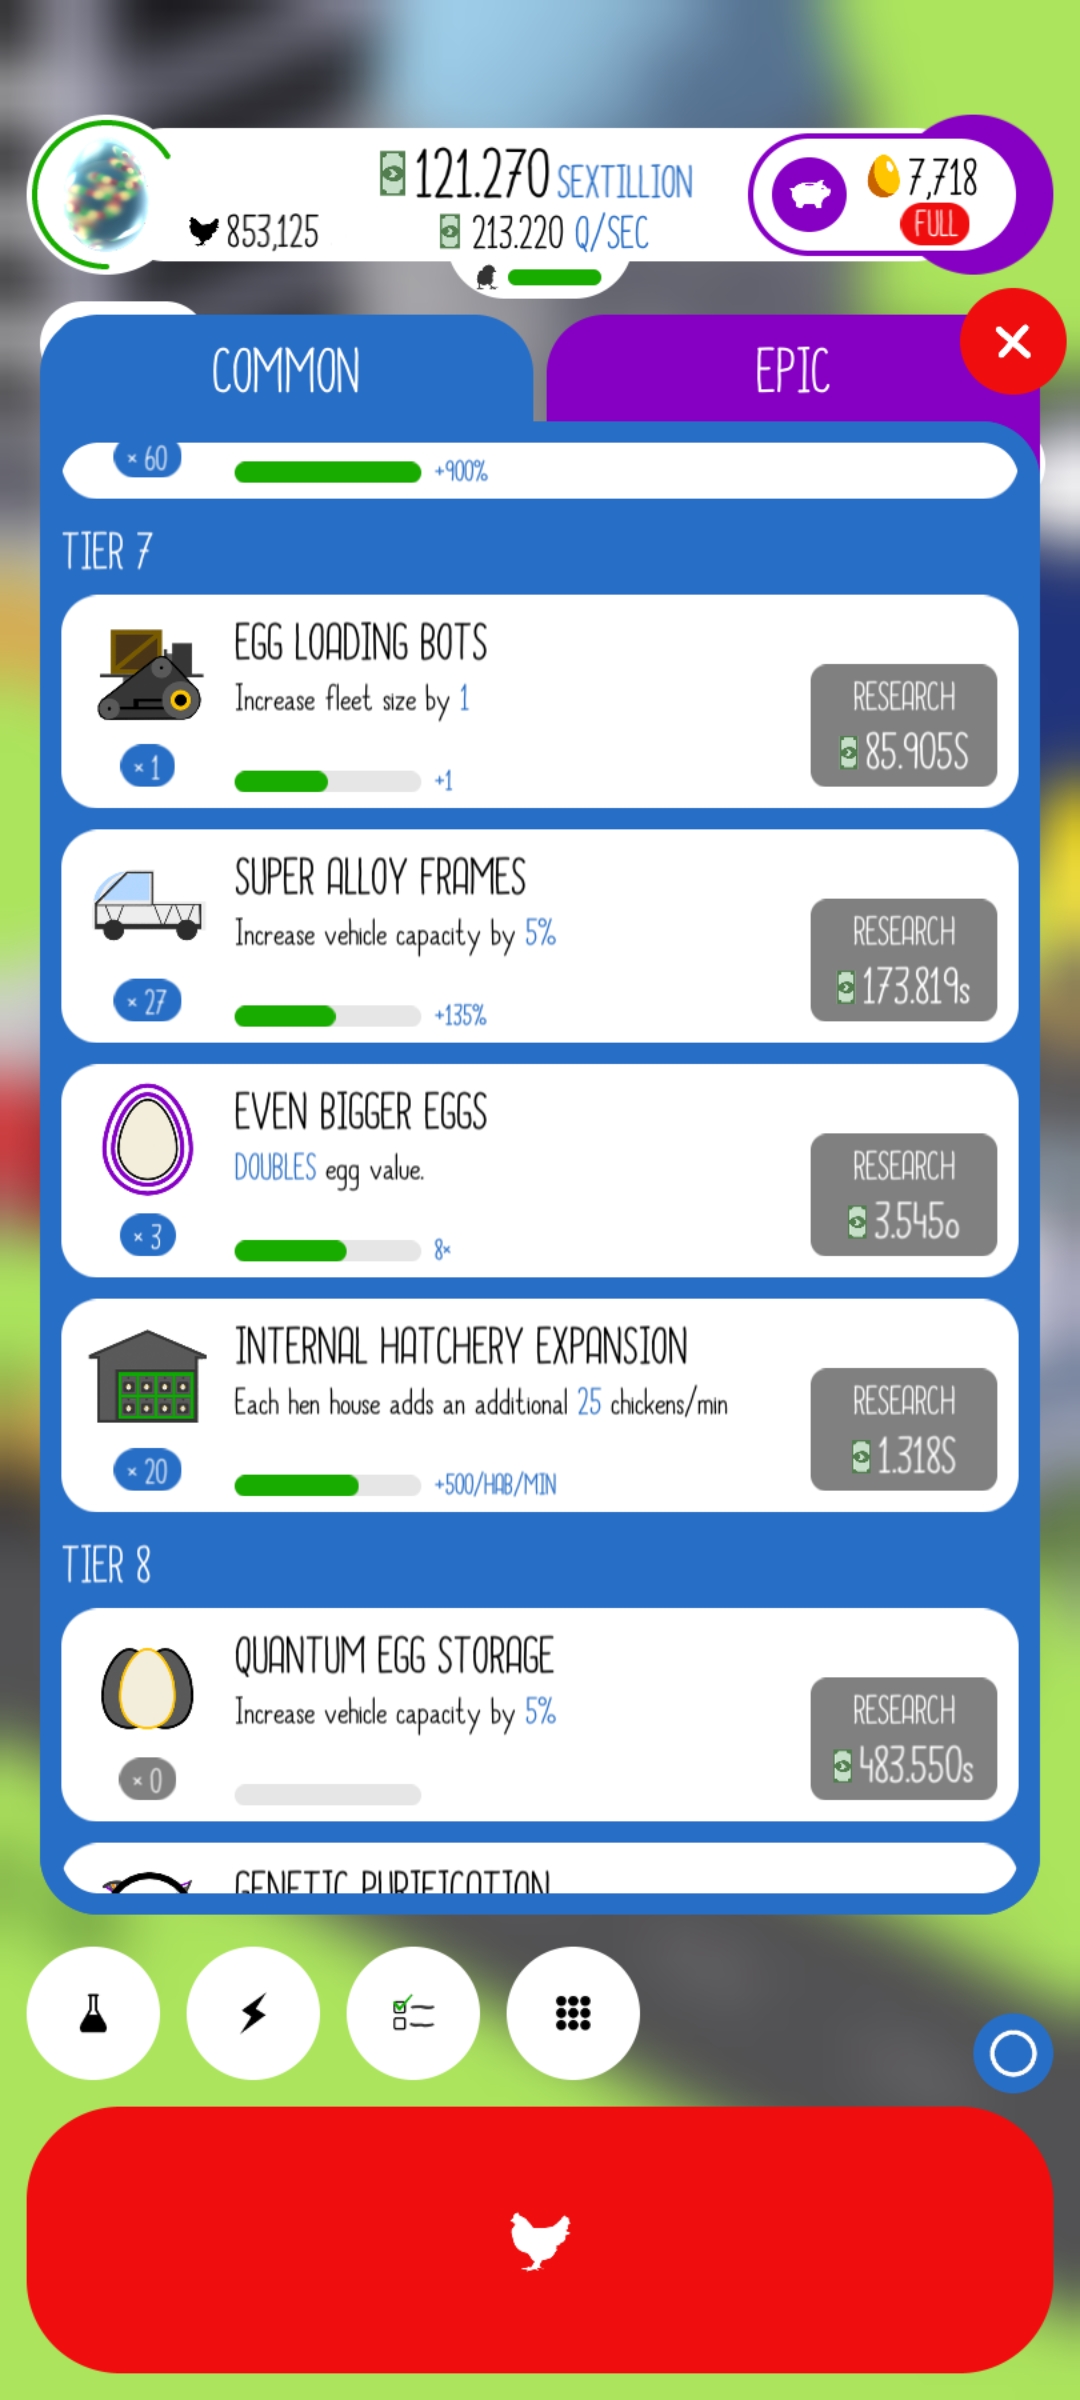 121.270 SEXTILLION
853,125
213.220 Q/SEC
7,718
FULL
COMMON
EPIC
× 60
+900%
TIER 7
EGG LOADING BOTS
Increase fleet size by 1
RESEARCH
85.905S
× 1
+1
SUPER ALLOY FRAMES
Increase vehicle capacity by 5%
RESEARCH
173.819s
× 27
+135%
EVEN BIGGER EGGS
DOUBLES egg value.
RESEARCH
3.545o
× 3
8×
INTERNAL HATCHERY EXPANSION
Each hen house adds an additional 25 chickens/min
RESEARCH
1.318S
× 20
+500/HAB/MIN
TIER 8
QUANTUM EGG STORAGE
Increase vehicle capacity by 5%
RESEARCH
483.550s
× 0
GENETIC PURIFICATION